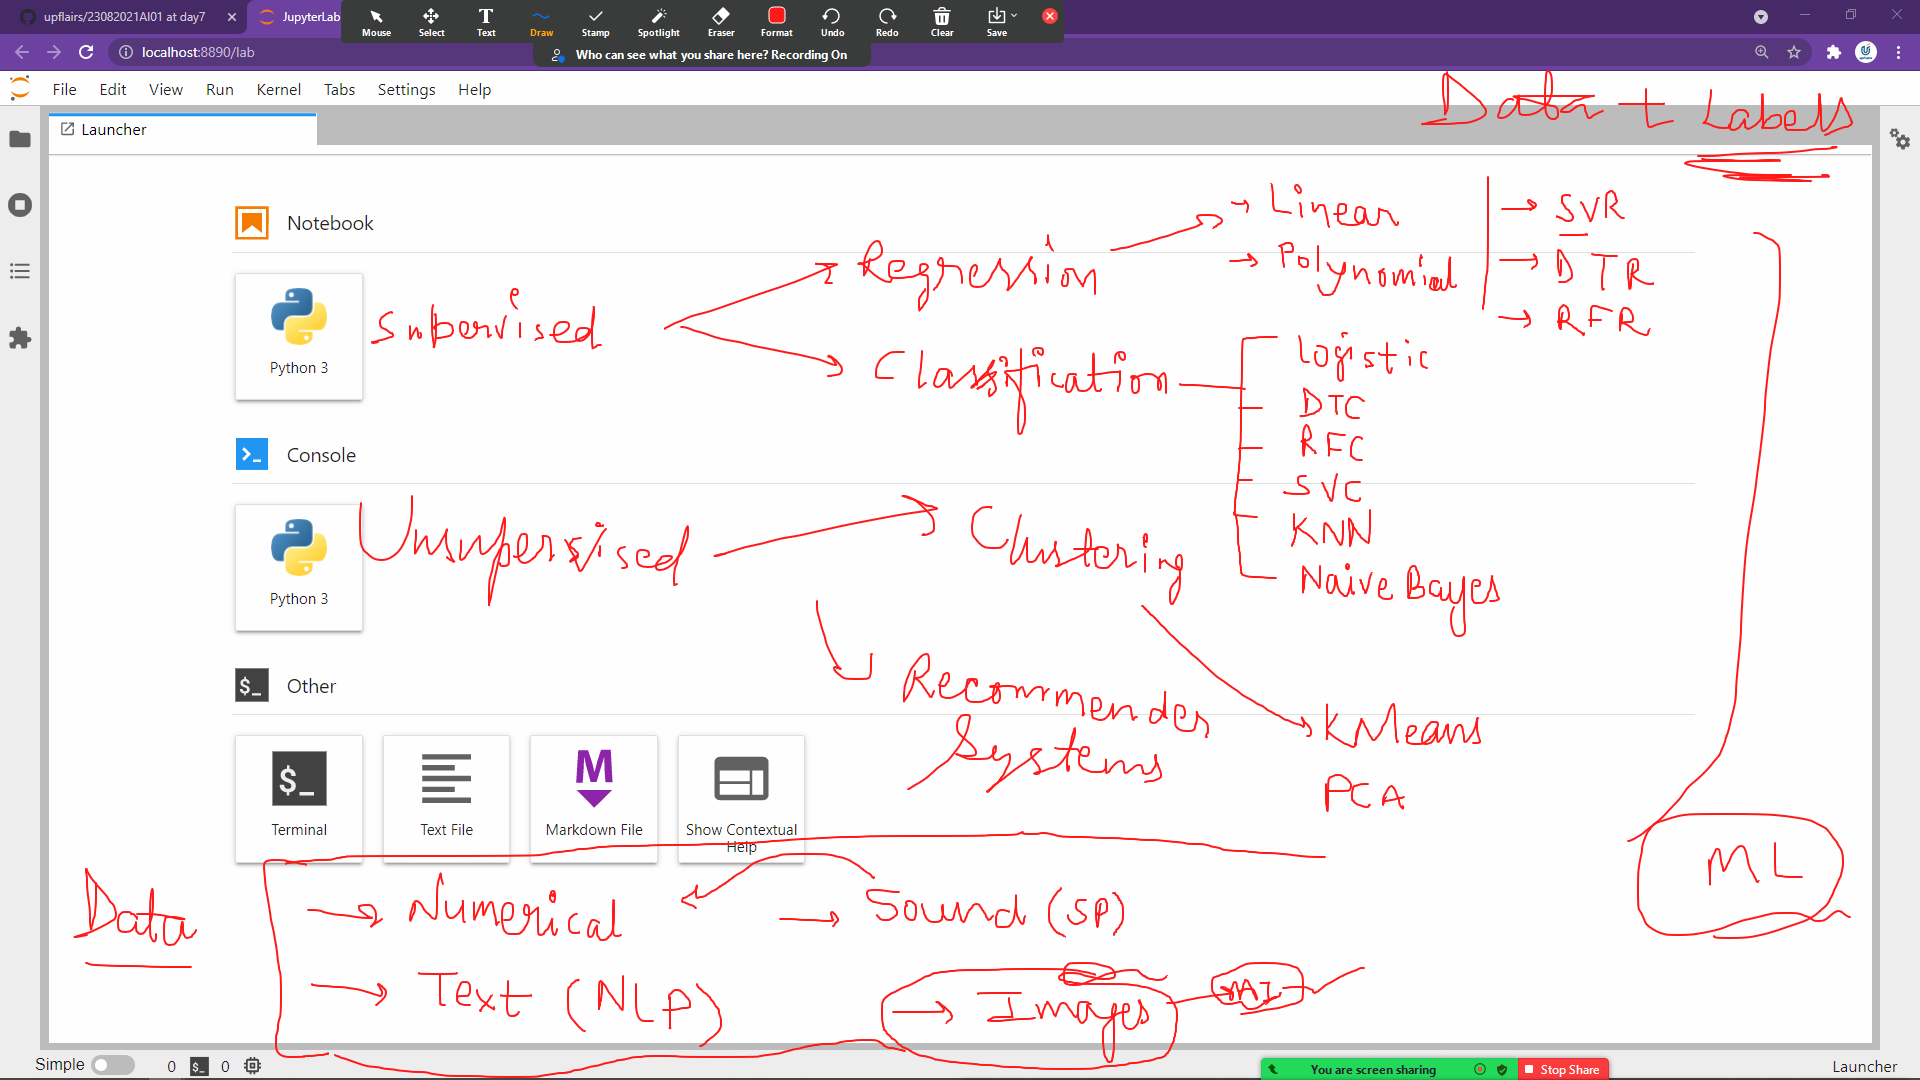 upflairs/23082021AI01 at day7
JupyterLab
Mouse Select Text Draw Stamp Spotlight Eraser Format Undo Redo Clear Save
Who can see what you share here? Recording On
localhost:8890/lab
File Edit View Run Kernel Tabs Settings Help
Data + Labels
Launcher
Notebook
Python 3
Supervised
Regression
Linear
Polynomial
SVR
DTR
RFR
Classification
Logistic
DTC
RFC
SVC
KNN
Naive Bayes
Console
Python 3
Unsupervised
Clustering
KMeans
PCA
Recommender
Systems
Other
$_ Terminal
Text File
M Markdown File
Show Contextual
Help
ML
Data
Numerical
Sound (SP)
Text (NLP)
Images
AI
Simple 0 $_ 0
You are screen sharing Stop Share
Launcher